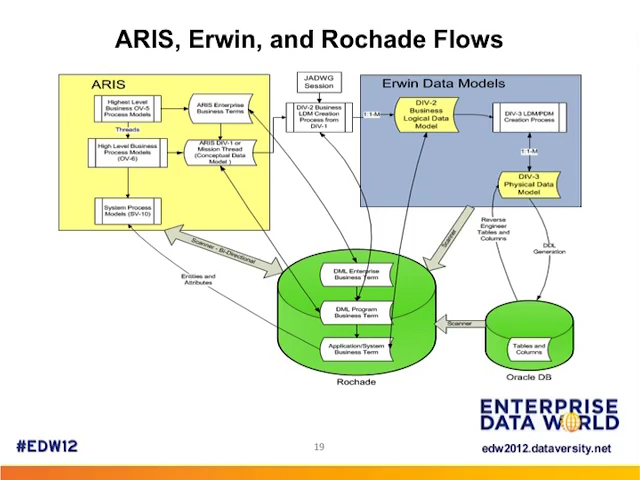 ARIS, Erwin, and Rochade Flows
ARIS
Highest Level
Business OV-5
Process Models
ARIS Enterprise
Business Terms
Threads
High Level Business
Process Models
(OV-6)
ARIS DIV-1 or
Mission Thread
(Conceptual Data
Model )
System Process
Models (SV-10)
JADWG
Session
DIV-2 Business
LDM Creation
Process from
DIV-1
Erwin Data Models
1:1-M
DIV-2
Business
Logical Data
Model
DIV-3 LDM/PDM
Creation Process
1:1-M
DIV-3
Physical Data
Model
Scanner - Bi-Directional
Scanner
Reverse
Engineer
Tables and
Columns
DDL
Generation
Entities and
Attributes
DML Enterprise
Business Term
DML Program
Business Term
Application/System
Business Term
Rochade
Scanner
Tables and
Columns
Oracle DB
ENTERPRISE
DATA WORLD
#EDW12
19
edw2012.dataversity.net